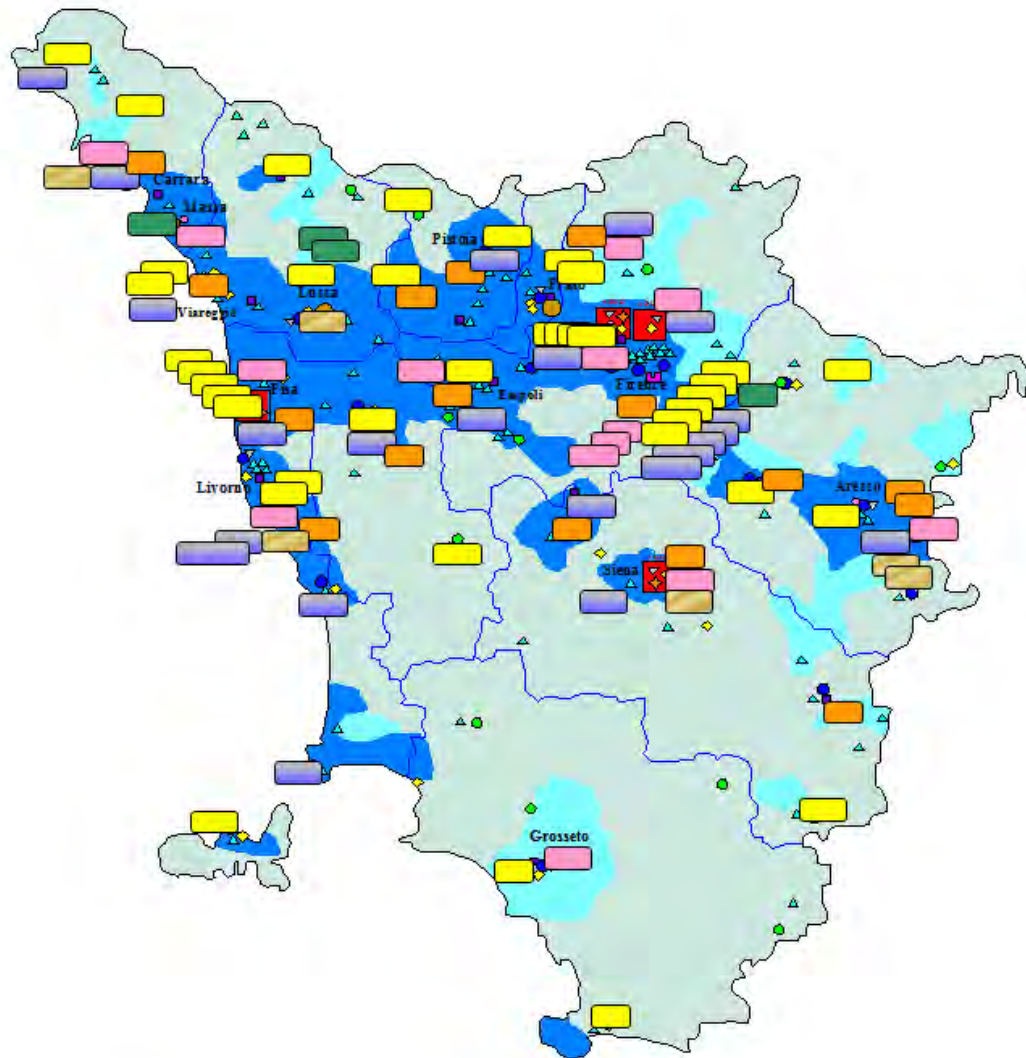 Carrara
Massa
Pistoia
Prato
Lucca
Viareggio
Pisa
Firenze
Empoli
Livorno
Arezzo
Siena
Grosseto